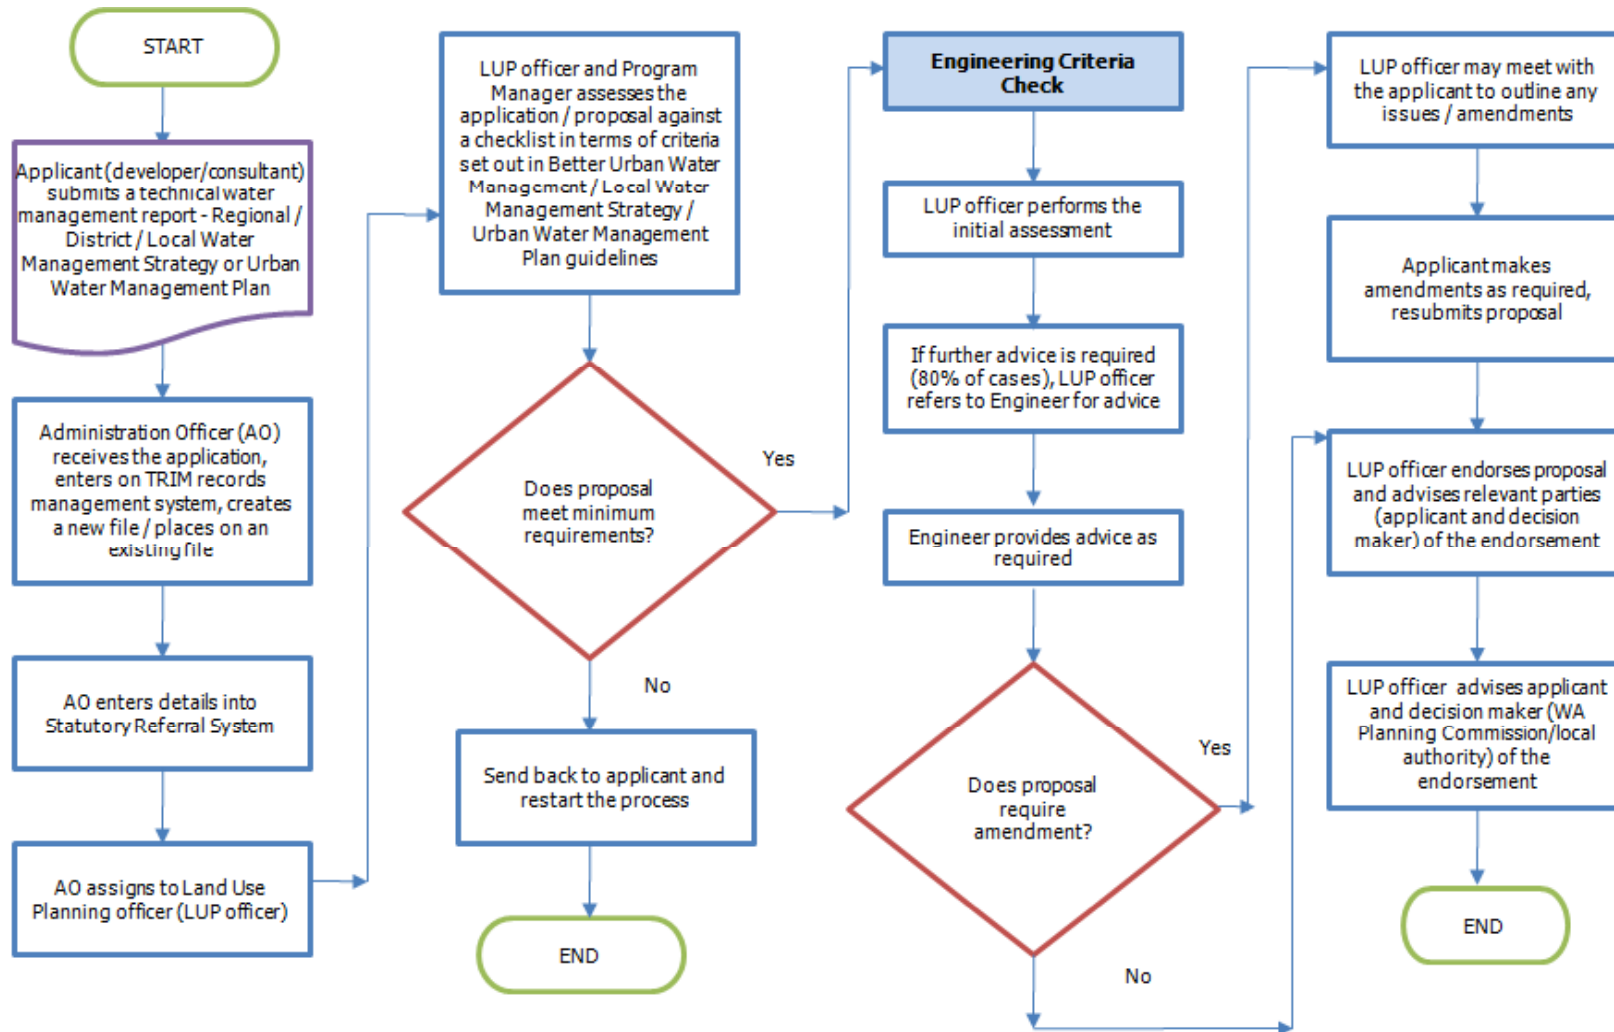 START
Applicant (developer/consultant)
submits a technical water
management report - Regional /
District / Local Water
Management Strategy or Urban
Water Management Plan
Administration Officer (AO)
receives the application,
enters on TRIM records
management system, creates
a new file / places on an
existing file
AO enters details into
Statutory Referral System
AO assigns to Land Use
Planning officer (LUP officer)
LUP officer and Program
Manager assesses the
application / proposal against
a checklist in terms of criteria
set out in Better Urban Water
Management / Local Water
Management Strategy /
Urban Water Management
Plan guidelines
Does proposal
meet minimum
requirements?
Yes
No
Send back to applicant and
restart the process
END
Engineering Criteria
Check
LUP officer performs the
initial assessment
If further advice is required
(80% of cases), LUP officer
refers to Engineer for advice
Engineer provides advice as
required
Does proposal
require
amendment?
Yes
No
LUP officer may meet with
the applicant to outline any
issues / amendments
Applicant makes
amendments as required,
resubmits proposal
LUP officer endorses proposal
and advises relevant parties
(applicant and decision
maker) of the endorsement
LUP officer advises applicant
and decision maker (WA
Planning Commission/local
authority) of the
endorsement
END